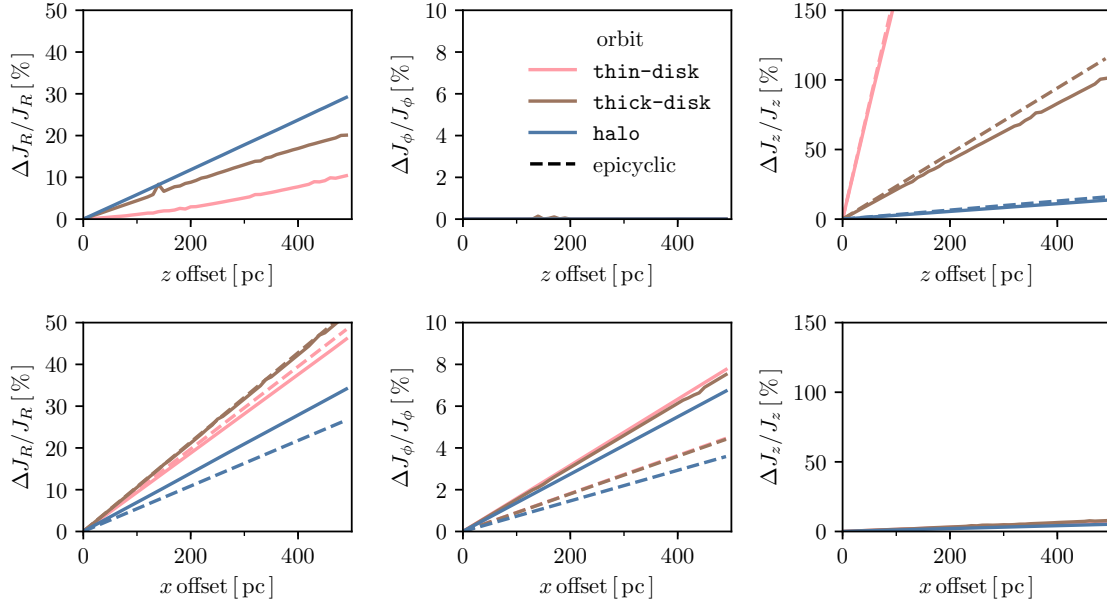 50
40
30
20
10
0
0 200 400
ΔJ_R/J_R [%]
z offset [pc]
10
8
6
4
2
0
0 200 400
ΔJ_ϕ/J_ϕ [%]
z offset [pc]
orbit
thin-disk
thick-disk
halo
epicyclic
150
100
50
0
0 200 400
ΔJ_z/J_z [%]
z offset [pc]
50
40
30
20
10
0
0 200 400
ΔJ_R/J_R [%]
x offset [pc]
10
8
6
4
2
0
0 200 400
ΔJ_ϕ/J_ϕ [%]
x offset [pc]
150
100
50
0
0 200 400
ΔJ_z/J_z [%]
x offset [pc]